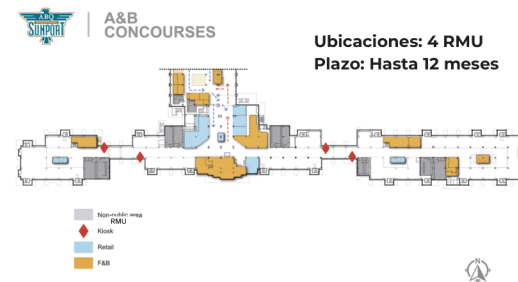 ABQ
SUNPORT
A&B
CONCOURSES
Ubicaciones: 4 RMU
Plazo: Hasta 12 meses
Non-public area
RMU
Kiosk
Retail
F&B
N